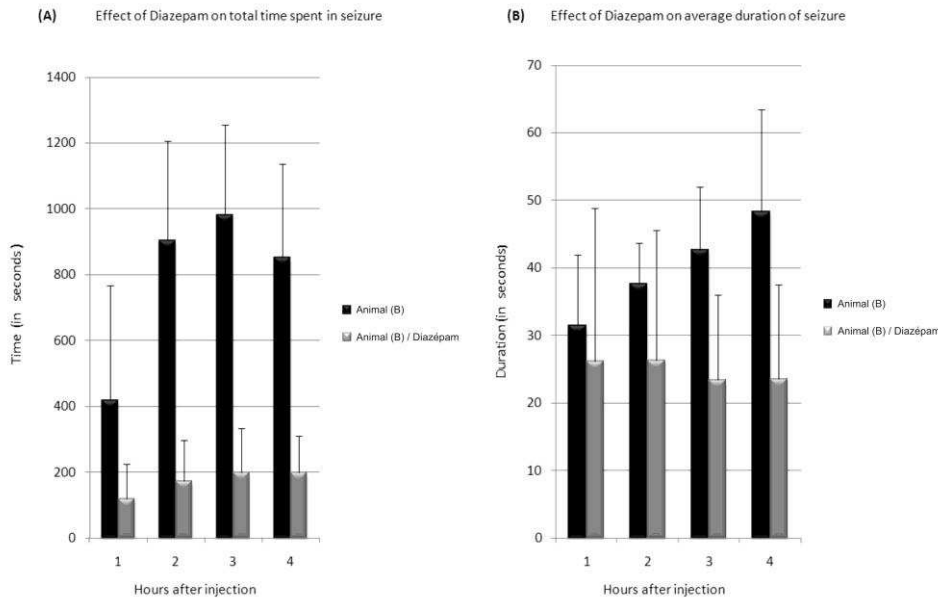 (A) Effect of Diazepam on total time spent in seizure
1400
1200
1000
800
600
400
200
0
Time (in seconds)
1 2 3 4
Hours after injection
Animal (B)
Animal (B) / Diazépam
(B) Effect of Diazepam on average duration of seizure
70
60
50
40
30
20
10
0
Duration (in seconds)
1 2 3 4
Hours after injection
Animal (B)
Animal (B) / Diazépam